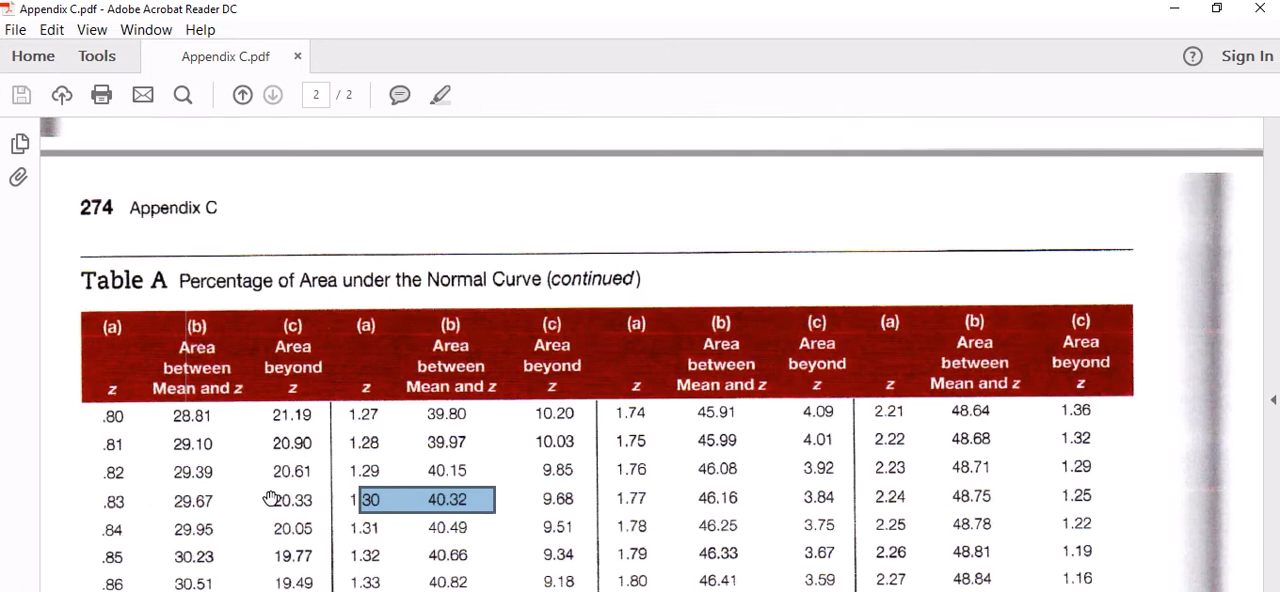 Appendix C.pdf - Adobe Acrobat Reader DC
File Edit View Window Help
Home Tools Appendix C.pdf × ? Sign In
2 / 2
274 Appendix C
Table A Percentage of Area under the Normal Curve (continued)
(a) (b) (c) (a) (b) (c) (a) (b) (c) (a) (b) (c)
Area Area Area Area Area Area Area Area
between beyond between beyond between beyond between beyond
z Mean and z z z Mean and z z z Mean and z z z Mean and z z
.80 28.81 21.19 1.27 39.80 10.20 1.74 45.91 4.09 2.21 48.64 1.36
.81 29.10 20.90 1.28 39.97 10.03 1.75 45.99 4.01 2.22 48.68 1.32
.82 29.39 20.61 1.29 40.15 9.85 1.76 46.08 3.92 2.23 48.71 1.29
.83 29.67 20.33 1.30 40.32 9.68 1.77 46.16 3.84 2.24 48.75 1.25
.84 29.95 20.05 1.31 40.49 9.51 1.78 46.25 3.75 2.25 48.78 1.22
.85 30.23 19.77 1.32 40.66 9.34 1.79 46.33 3.67 2.26 48.81 1.19
.86 30.51 19.49 1.33 40.82 9.18 1.80 46.41 3.59 2.27 48.84 1.16